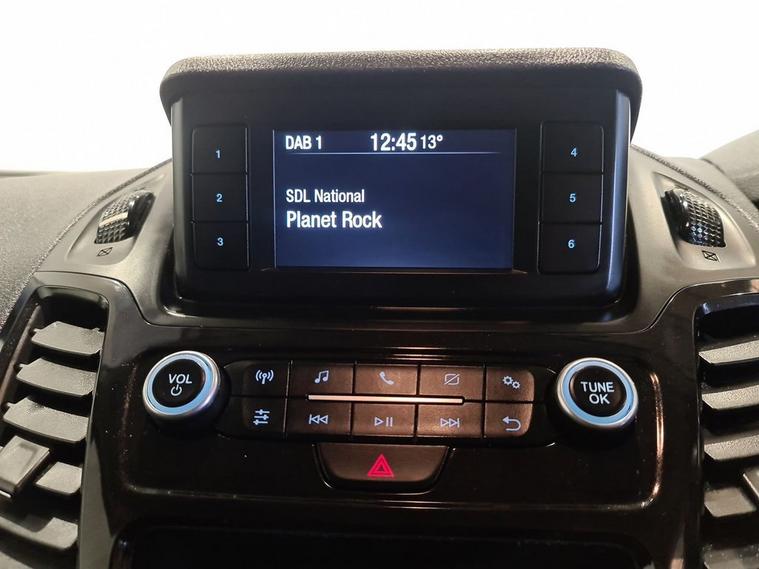 DAB 1 12:45 13°
SDL National
Planet Rock
1
2
3
4
5
6
VOL
TUNE
OK